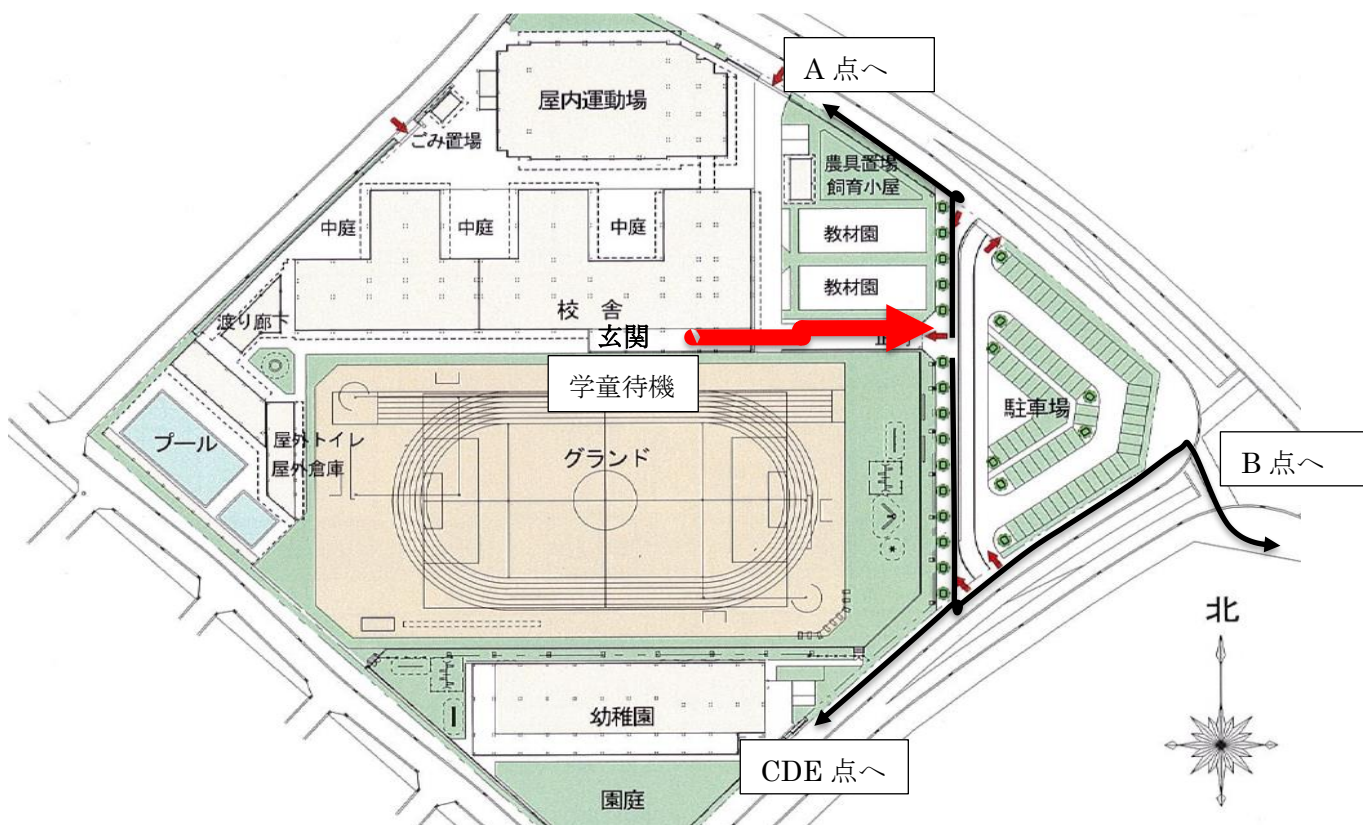 A 点へ
屋内運動場
ごみ置場
農具置場
飼育小屋
中庭
中庭
中庭
教材園
教材園
校 舎
渡り廊下
玄関
学童待機
駐車場
プール
屋外トイレ
屋外倉庫
グランド
B 点へ
北
幼稚園
CDE 点へ
園庭